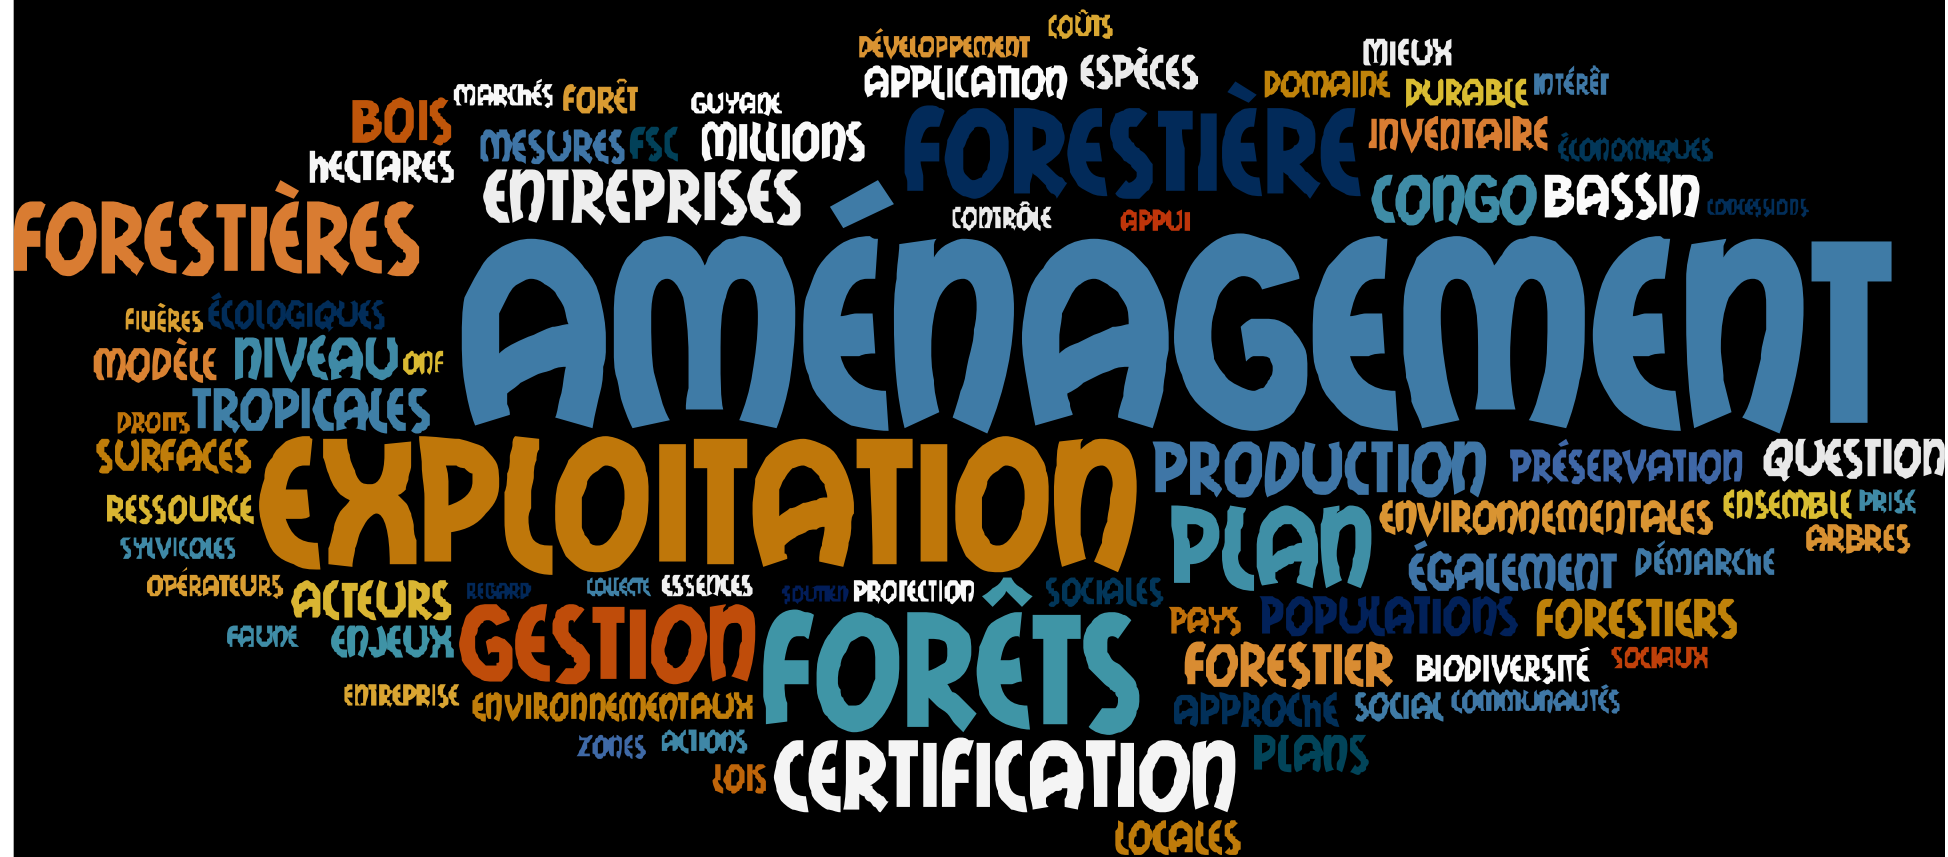 COÛTS
DÉVELOPPEMENT
MIEUX
APPLICATION ESPÈCES
DOMAINE DURABLE INTÉRÊT
MARCHÉS FORÊT GUYANE
BOIS
MESURES FSC MILLIONS
FORESTIÈRE
INVENTAIRE ÉCONOMIQUES
HECTARES
ENTREPRISES
CONGO BASSIN CONCESSIONS
FORESTIÈRES
CONTRÔLE APPUI
AMÉNAGEMENT
FILIÈRES ÉCOLOGIQUES
MODÈLE NIVEAU ONF
DROITS TROPICALES
SURFACES
EXPLOITATION
PRODUCTION PRÉSERVATION QUESTION
RESSOURCE
PLAN ENVIRONNEMENTALES ENSEMBLE PRISE
SYLVICOLES
ÉGALEMENT DÉMARCHE ARBRES
OPÉRATEURS ACTEURS REGARD COLLECTE ESSENCES SOUTIEN PROTECTION SOCIALES
PAYS POPULATIONS FORESTIERS
FAUNE ENJEUX GESTION FORÊTS
FORESTIER BIODIVERSITÉ SOCIAUX
ENTREPRISE ENVIRONNEMENTAUX
APPROCHE SOCIAL COMMUNAUTÉS
ZONES ACTIONS
PLANS
LOIS CERTIFICATION
LOCALES